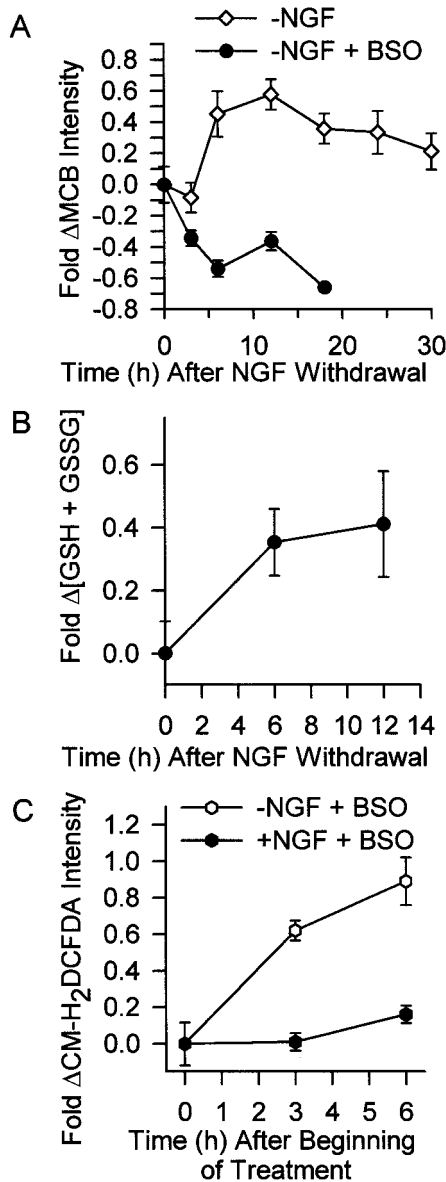 A
-NGF
-NGF + BSO
Fold ΔMCB Intensity
0.8
0.6
0.4
0.2
0.0
-0.2
-0.4
-0.6
-0.8
0 6 12 18 24 30
Time (h) After NGF Withdrawal
B
Fold Δ[GSH + GSSG]
0.6
0.4
0.2
0.0
0 2 4 6 8 10 12 14
Time (h) After NGF Withdrawal
C
-NGF + BSO
+NGF + BSO
Fold ΔCM-H₂DCFDA Intensity
1.2
1.0
0.8
0.6
0.4
0.2
0.0
0 1 2 3 4 5 6
Time (h) After Beginning
of Treatment